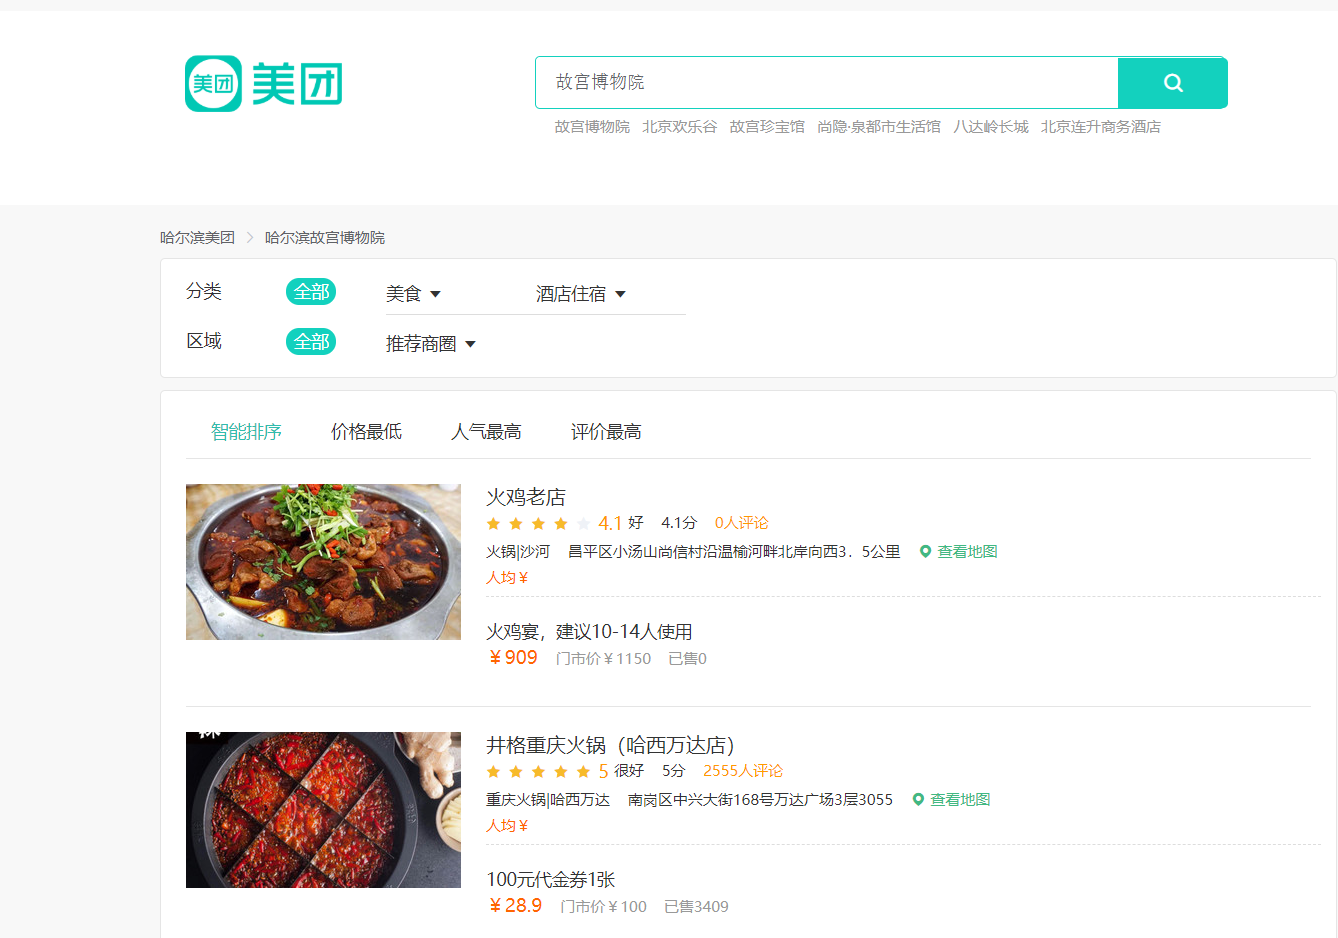 美团 美团
故宫博物院
故宫博物院 北京欢乐谷 故宫珍宝馆 尚隐·泉都市生活馆 八达岭长城 北京连升商务酒店
哈尔滨美团 > 哈尔滨故宫博物院
分类 全部 美食 酒店住宿
区域 全部 推荐商圈
智能排序 价格最低 人气最高 评价最高
火鸡老店
4.1 好 4.1分 0人评论
火锅|沙河 昌平区小汤山尚信村沿温榆河畔北岸向西3．5公里 查看地图
人均￥
火鸡宴，建议10-14人使用
￥909 门市价￥1150 已售0
井格重庆火锅（哈西万达店）
5 很好 5分 2555人评论
重庆火锅|哈西万达 南岗区中兴大街168号万达广场3层3055 查看地图
人均￥
100元代金券1张
￥28.9 门市价￥100 已售3409